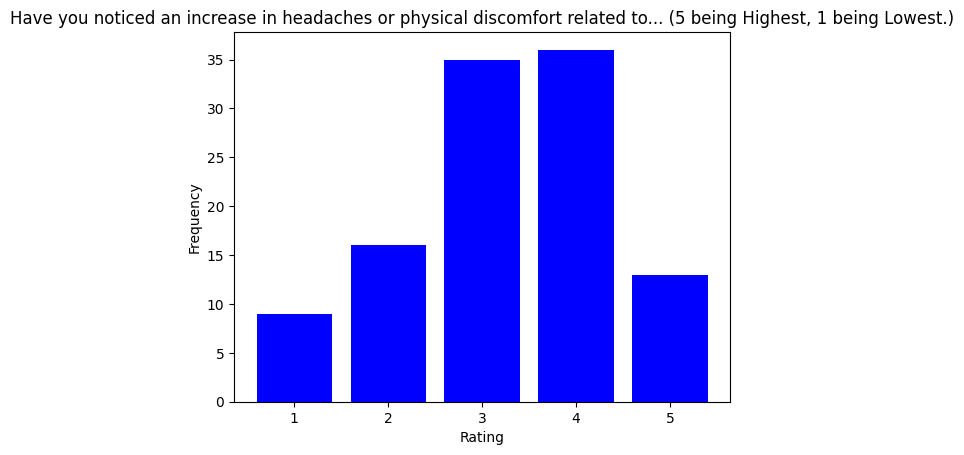 Have you noticed an increase in headaches or physical discomfort related to... (5 being Highest, 1 being Lowest.)
35
30
25
20
15
10
5
0
Frequency
1 2 3 4 5
Rating